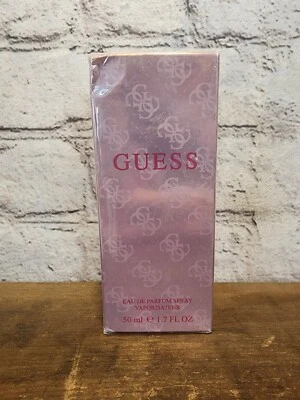 GUESS
EAU DE PARFUM SPRAY
VAPORISATEUR
50 ml ℮ 1.7 FL OZ